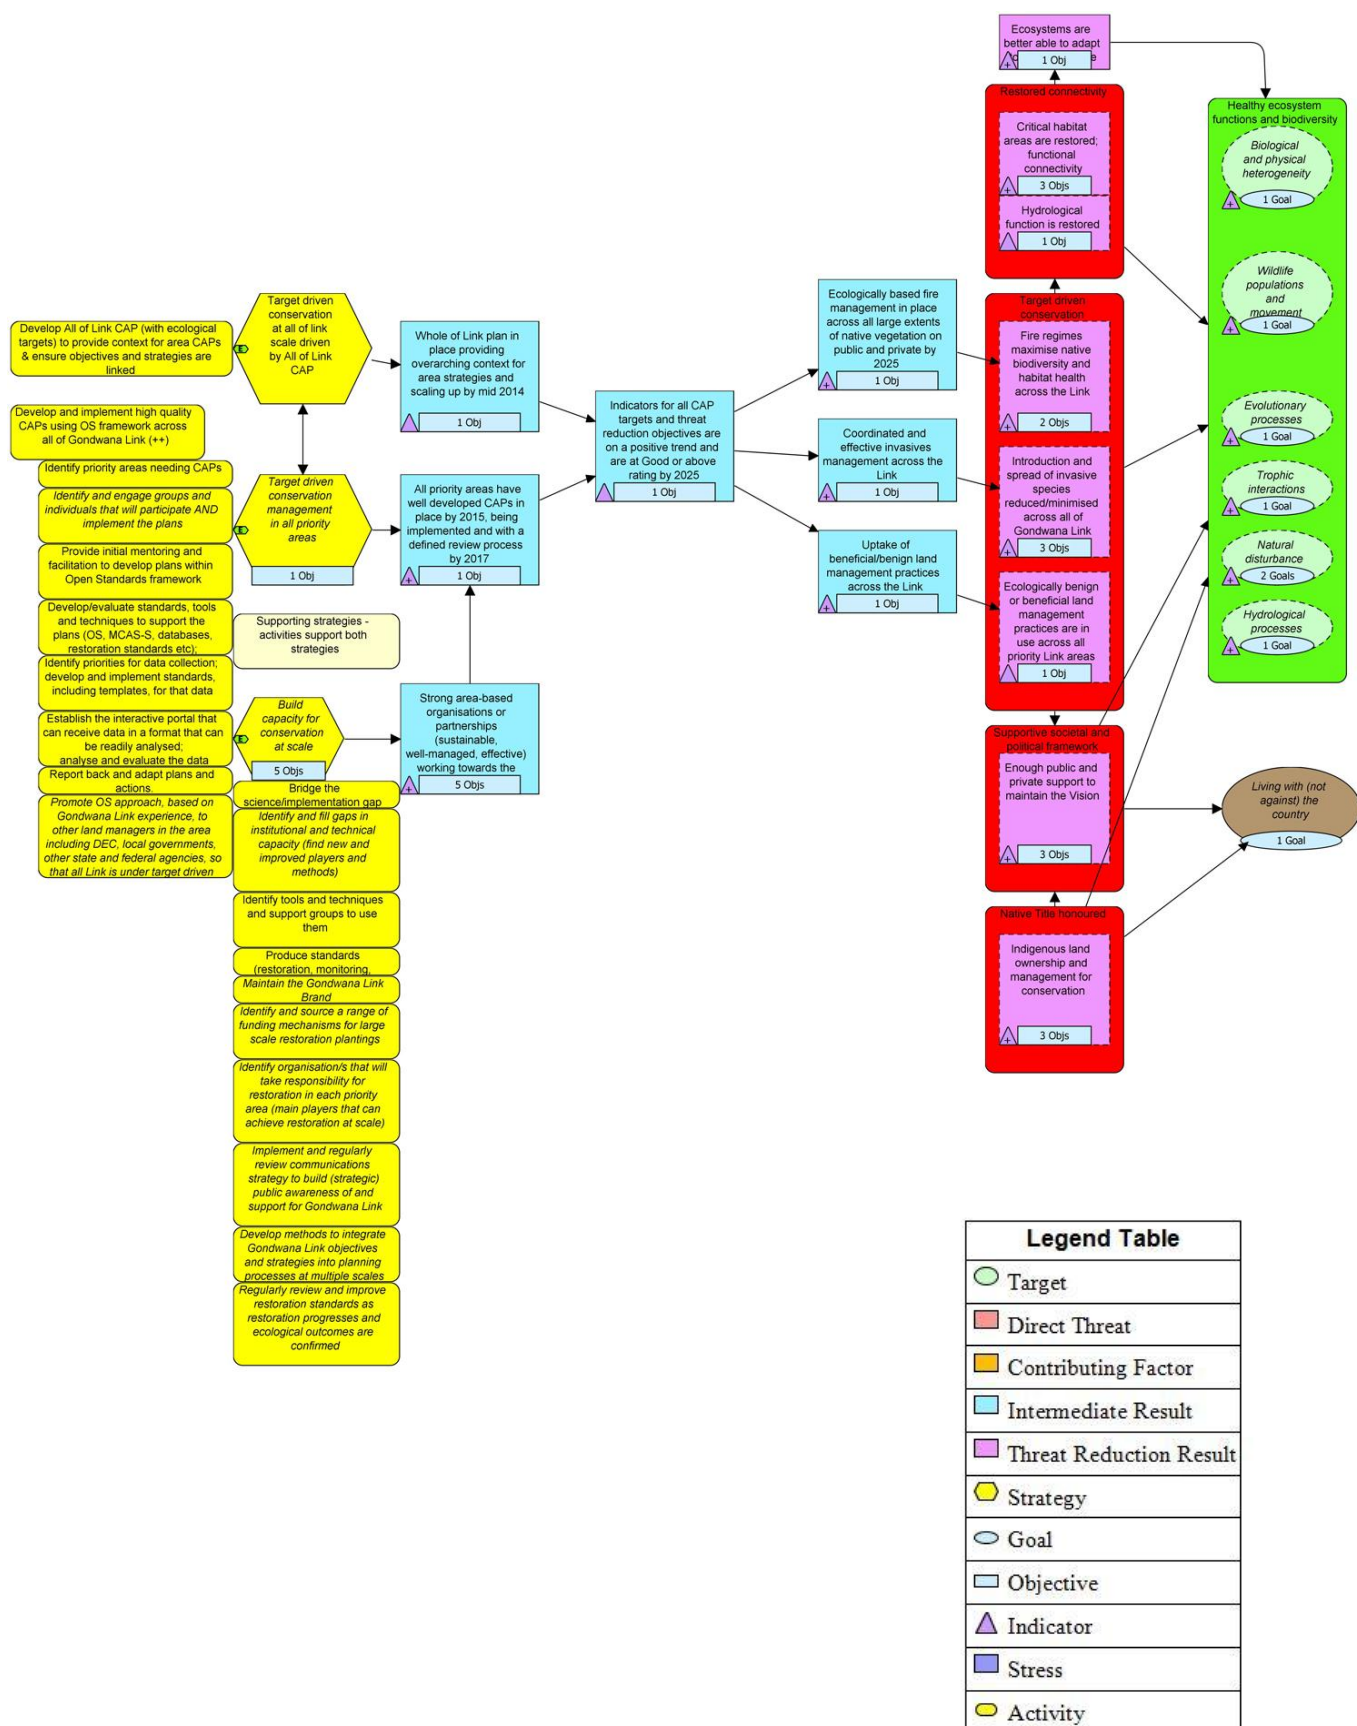 Develop All of Link CAP (with ecological
targets) to provide context for area CAPs
& ensure objectives and strategies are
linked
Develop and implement high quality
CAPs using OS framework across
all of Gondwana Link (++)
Identify priority areas needing CAPs
Identify and engage groups and
individuals that will participate AND
implement the plans
Provide initial mentoring and
facilitation to develop plans within
Open Standards framework
Develop/evaluate standards, tools
and techniques to support the
plans (OS, MCAS-S, databases,
restoration standards etc);
Identify priorities for data collection;
develop and implement standards,
including templates, for that data
Establish the interactive portal that
can receive data in a format that can
be readily analysed;
analyse and evaluate the data
Report back and adapt plans and
actions.
Promote OS approach, based on
Gondwana Link experience, to
other land managers in the area
including DEC, local governments,
other state and federal agencies, so
that all Link is under target driven
Target driven
conservation
at all of link
scale driven
by All of Link
CAP
Target driven
conservation
management
in all priority
areas
1 Obj
Supporting strategies -
activities support both
strategies
Build
capacity for
conservation
at scale
5 Objs
Bridge the
science/implementation gap
Identify and fill gaps in
institutional and technical
capacity (find new and
improved players and
methods)
Identify tools and techniques
and support groups to use
them
Produce standards
(restoration, monitoring,
Maintain the Gondwana Link
Brand
Identify and source a range of
funding mechanisms for large
scale restoration plantings
Identify organisation/s that will
take responsibility for
restoration in each priority
area (main players that can
achieve restoration at scale)
Implement and regularly
review communications
strategy to build (strategic)
public awareness of and
support for Gondwana Link
Develop methods to integrate
Gondwana Link objectives
and strategies into planning
processes at multiple scales
Regularly review and improve
restoration standards as
restoration progresses and
ecological outcomes are
confirmed
Whole of Link plan in
place providing
overarching context for
area strategies and
scaling up by mid 2014
1 Obj
All priority areas have
well developed CAPs in
place by 2015, being
implemented and with a
defined review process
by 2017
1 Obj
Strong area-based
organisations or
partnerships
(sustainable,
well-managed, effective)
working towards the
5 Objs
Indicators for all CAP
targets and threat
reduction objectives are
on a positive trend and
are at Good or above
rating by 2025
1 Obj
Ecologically based fire
management in place
across all large extents
of native vegetation on
public and private by
2025
1 Obj
Coordinated and
effective invasives
management across the
Link
1 Obj
Uptake of
beneficial/benign land
management practices
across the Link
1 Obj
Ecosystems are
better able to adapt
1 Obj
Restored connectivity
Critical habitat
areas are restored;
functional
connectivity
3 Objs
Hydrological
function is restored
1 Obj
Target driven
conservation
Fire regimes
maximise native
biodiversity and
habitat health
across the Link
2 Objs
Introduction and
spread of invasive
species
reduced/minimised
across all of
Gondwana Link
3 Objs
Ecologically benign
or beneficial land
management
practices are in
use across all
priority Link areas
1 Obj
Supportive societal and
political framework
Enough public and
private support to
maintain the Vision
3 Objs
Native Title honoured
Indigenous land
ownership and
management for
conservation
3 Objs
Healthy ecosystem
functions and biodiversity
Biological
and physical
heterogeneity
1 Goal
Wildlife
populations
and
movement
1 Goal
Evolutionary
processes
1 Goal
Trophic
interactions
1 Goal
Natural
disturbance
2 Goals
Hydrological
processes
1 Goal
Living with (not
against) the
country
1 Goal
Legend Table
Target
Direct Threat
Contributing Factor
Intermediate Result
Threat Reduction Result
Strategy
Goal
Objective
Indicator
Stress
Activity